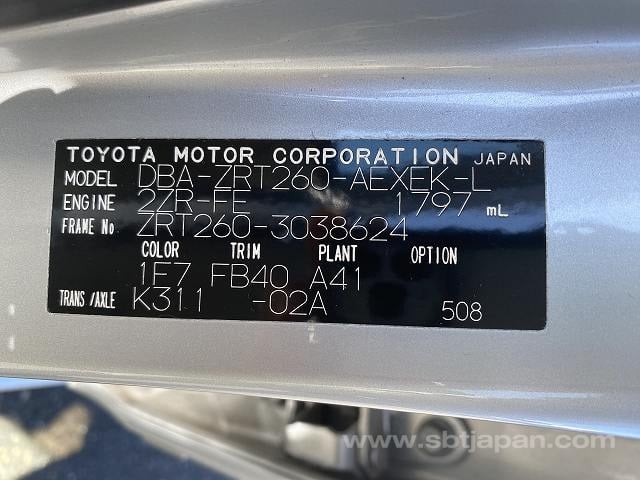 TOYOTA MOTOR CORPORATION JAPAN
MODEL DBA-ZRT260-AEXEK-L
ENGINE 2ZR-FE 1797 mL
FRAME No ZRT260-3038624
COLOR TRIM PLANT OPTION
1F7 FB40 A41
TRANS/AXLE K311 -02A 508
www.sbtjapan.com